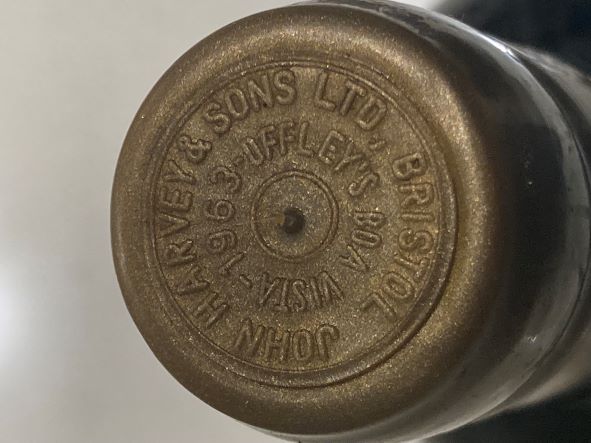 JOHN HARVEY & SONS LTD, BRISTOL
OFFLEY'S BOA VISTA-1963-